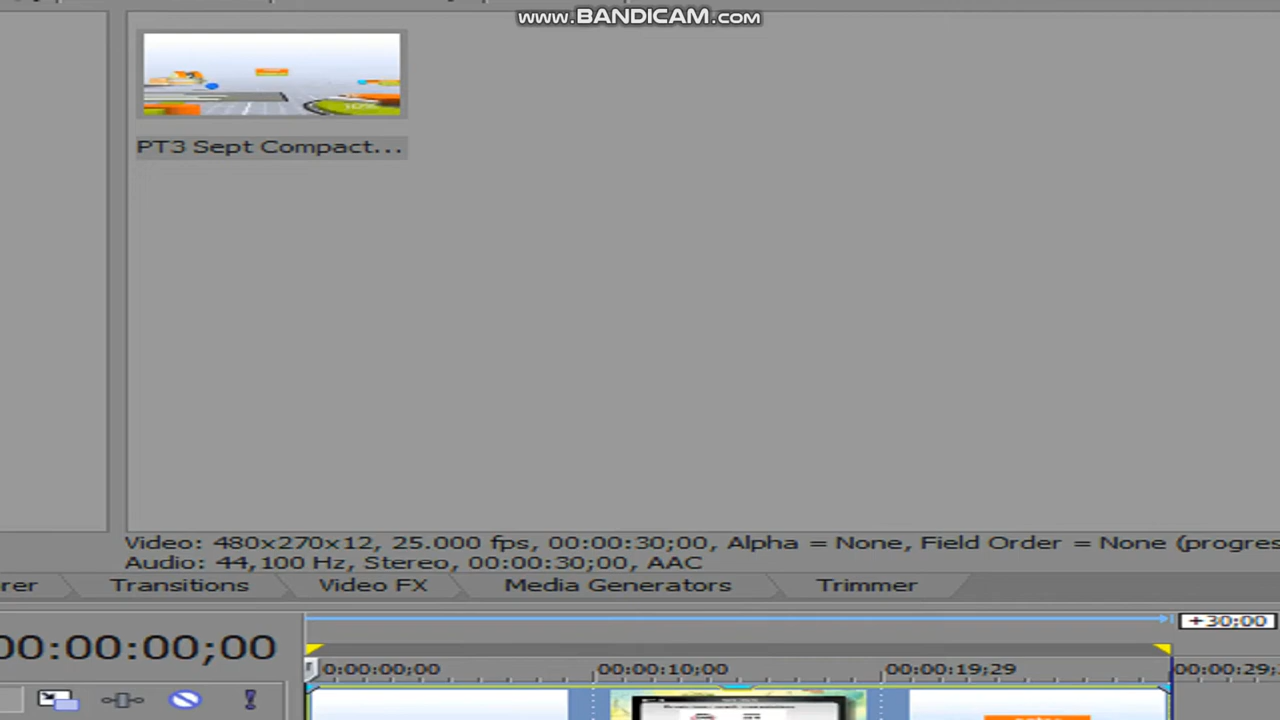 www.BANDICAM.com
PT3 Sept Compact...
Video: 480x270x12, 25.000 fps, 00:00:30;00, Alpha = None, Field Order = None (progres
Audio: 44,100 Hz, Stereo, 00:00:30;00, AAC
rer Transitions Video FX Media Generators Trimmer
+30;00
00:00:00;00
0:00:00;00 00:00:10;00 00:00:19;29 00:00:29;